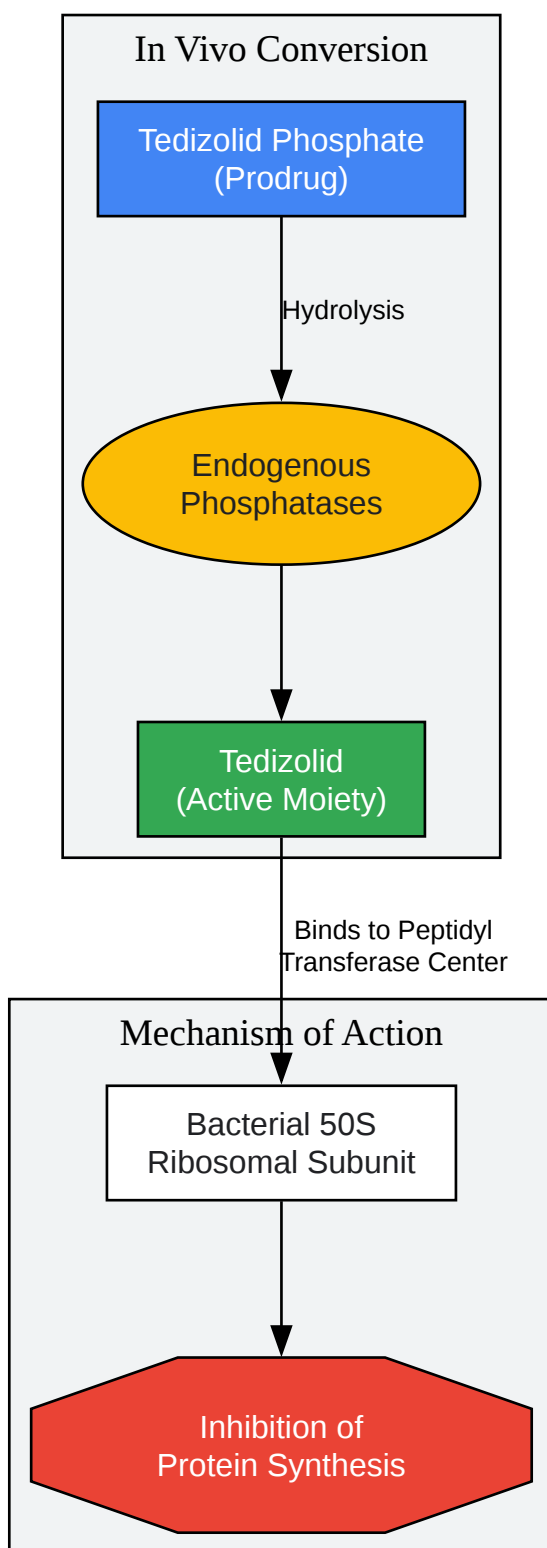 In Vivo Conversion
Tedizolid Phosphate
(Prodrug)
Hydrolysis
Endogenous
Phosphatases
Tedizolid
(Active Moiety)
Binds to Peptidyl
Transferase Center
Mechanism of Action
Bacterial 50S
Ribosomal Subunit
Inhibition of
Protein Synthesis